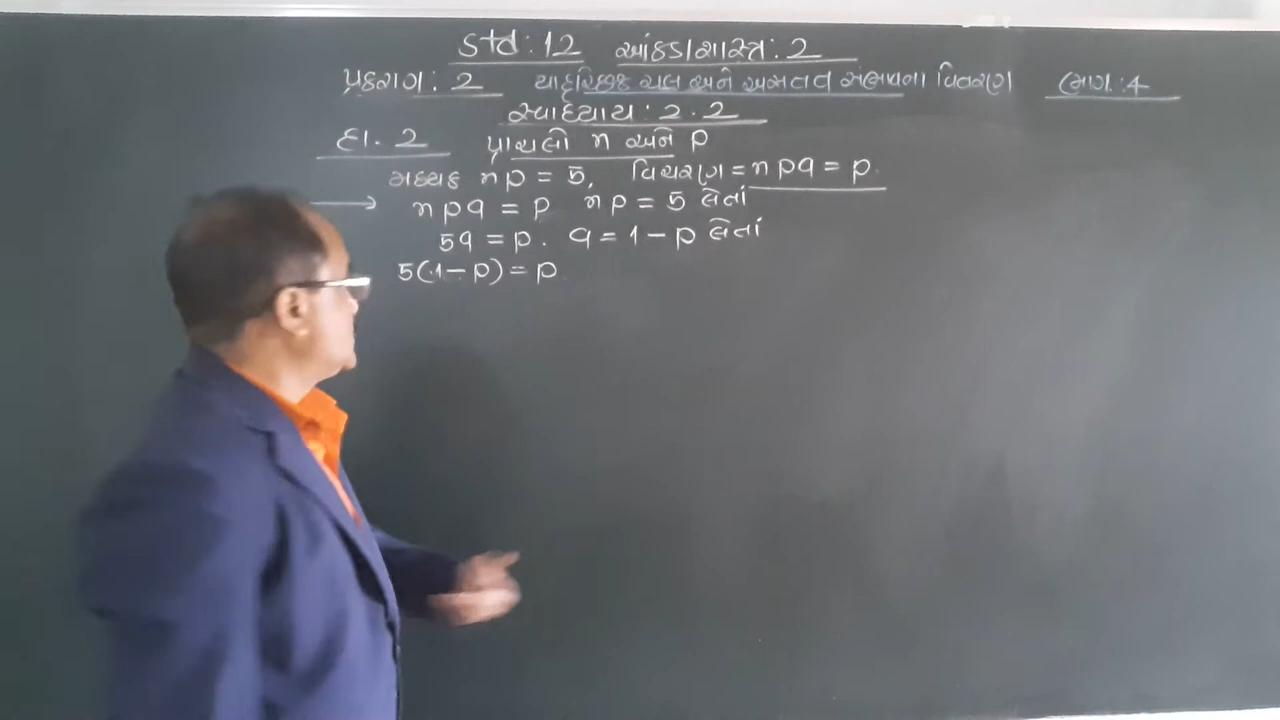 Std : 12 આંકડાશાસ્ત્ર : 2
પ્રકરણ : 2 યાદૃચ્છિક ચલ અને અસતત સંભાવના વિતરણ ભાગ : 4
સ્વાધ્યાય : 2.2
દા. 2 પ્રાચલો n અને p
મધ્યક np = 5, વિચરણ = npq = p.
→ npq = p np = 5 લેતાં
5q = p. q = 1 - p લેતાં
5(1 - p) = p